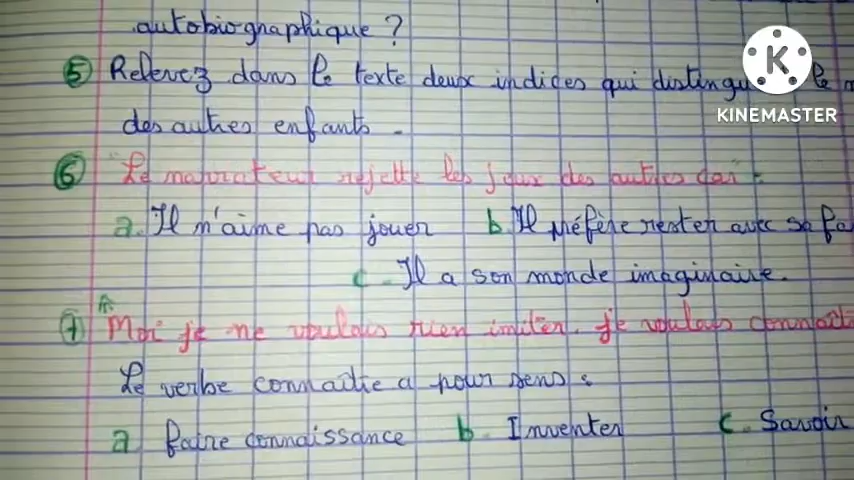 autobiographique ?
5 Relevez dans le texte deux indices qui
des autres enfants.
6 "Le narrateur rejette les jeux des autres car :
a. Il n'aime pas jouer b. Il préfère rester avec sa
c. Il a son monde imaginaire.
7 "Moi je ne voulais rien imiter. Je voulais
Le verbe connaitre a pour sens :
a faire connaissance b. Inventer c. Savoir
K
KINEMASTER